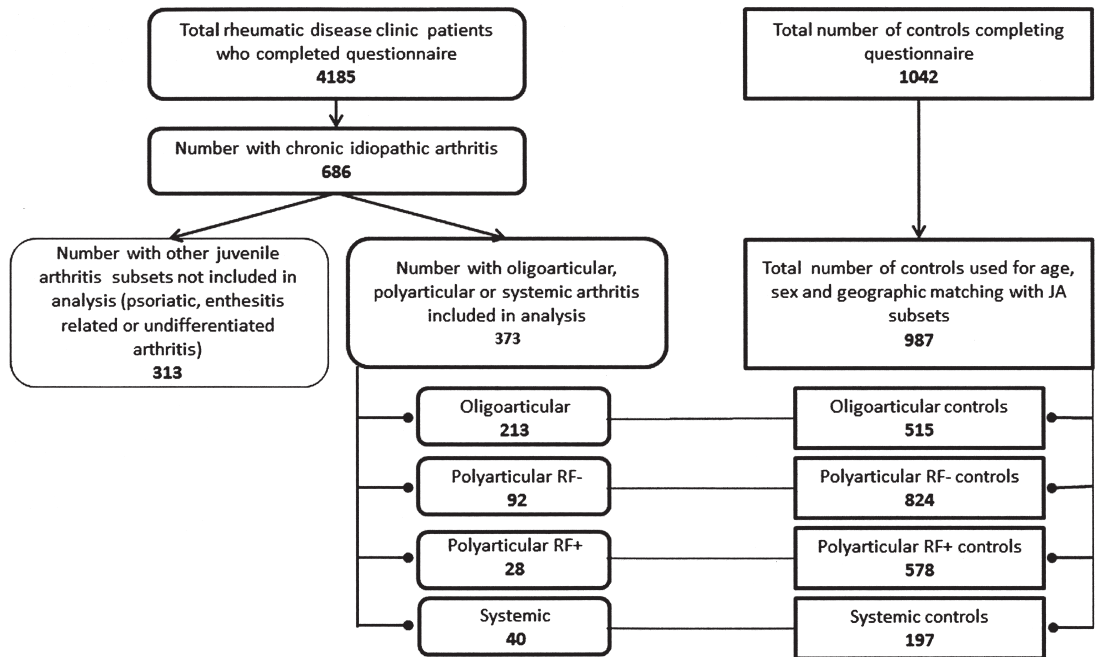 Total rheumatic disease clinic patients
who completed questionnaire
4185
Total number of controls completing
questionnaire
1042
Number with chronic idiopathic arthritis
686
Number with other juvenile
arthritis subsets not included in
analysis (psoriatic, enthesitis
related or undifferentiated
arthritis)
313
Number with oligoarticular,
polyarticular or systemic arthritis
included in analysis
373
Total number of controls used for age,
sex and geographic matching with JA
subsets
987
Oligoarticular
213
Oligoarticular controls
515
Polyarticular RF-
92
Polyarticular RF- controls
824
Polyarticular RF+
28
Polyarticular RF+ controls
578
Systemic
40
Systemic controls
197